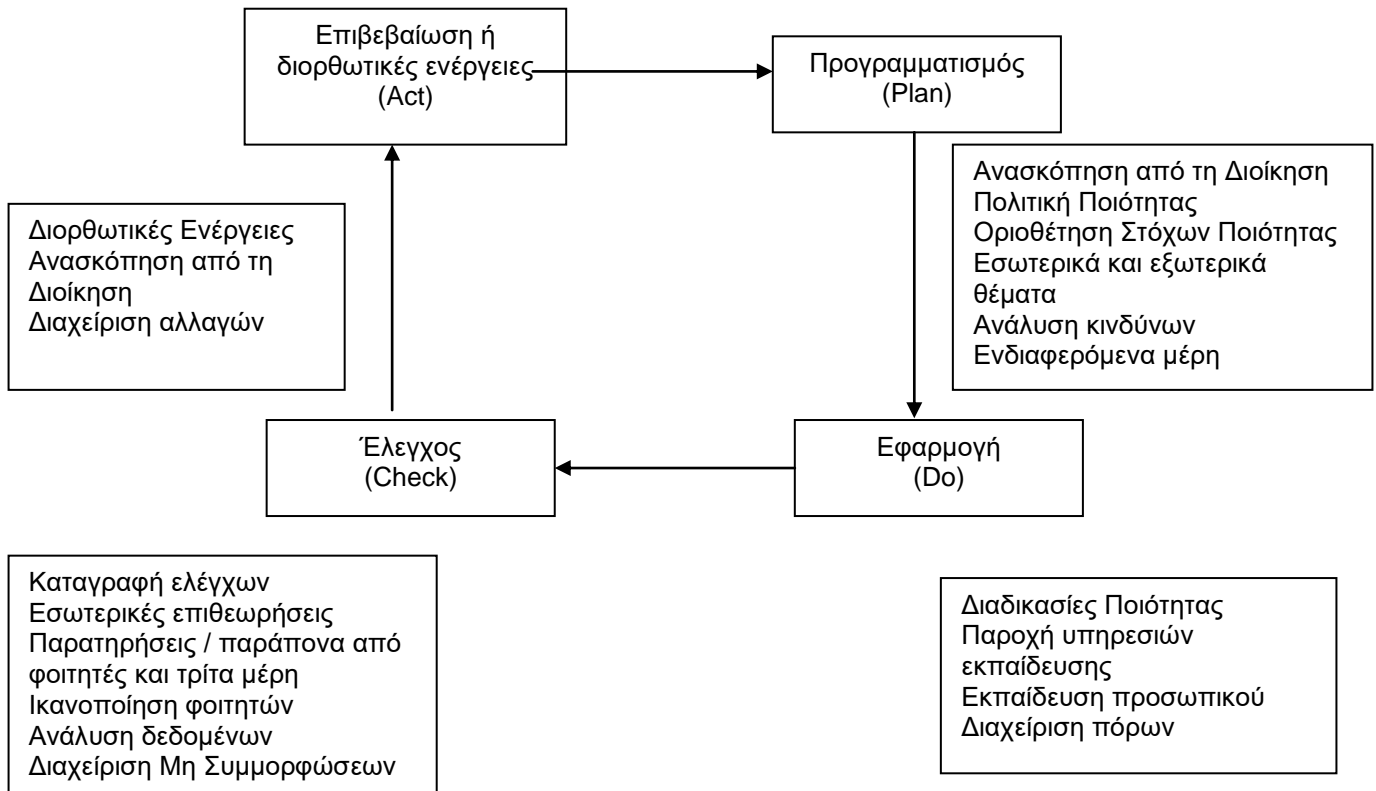 Επιβεβαίωση ή
διορθωτικές ενέργειες
(Act)
Προγραμματισμός
(Plan)
Ανασκόπηση από τη Διοίκηση
Πολιτική Ποιότητας
Οριοθέτηση Στόχων Ποιότητας
Εσωτερικά και εξωτερικά
θέματα
Ανάλυση κινδύνων
Ενδιαφερόμενα μέρη
Διορθωτικές Ενέργειες
Ανασκόπηση από τη
Διοίκηση
Διαχείριση αλλαγών
Έλεγχος
(Check)
Εφαρμογή
(Do)
Καταγραφή ελέγχων
Εσωτερικές επιθεωρήσεις
Παρατηρήσεις / παράπονα από
φοιτητές και τρίτα μέρη
Ικανοποίηση φοιτητών
Ανάλυση δεδομένων
Διαχείριση Μη Συμμορφώσεων
Διαδικασίες Ποιότητας
Παροχή υπηρεσιών
εκπαίδευσης
Εκπαίδευση προσωπικού
Διαχείριση πόρων